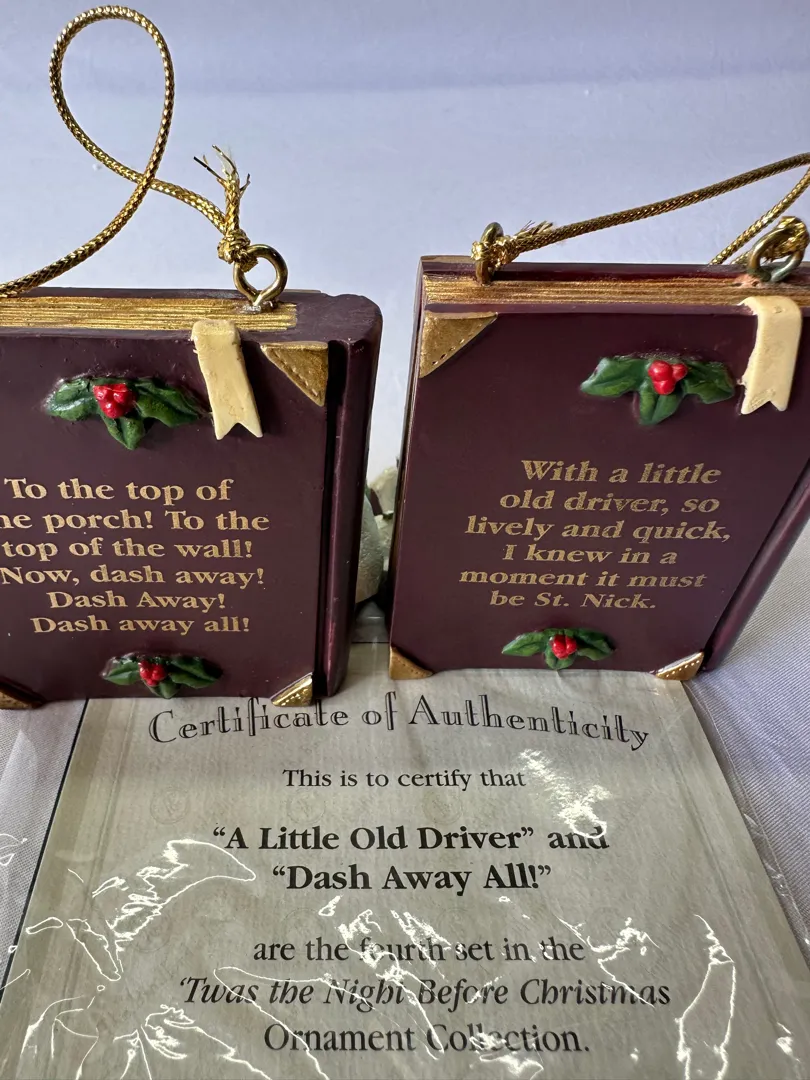 To the top of
he porch! To the
top of the wall!
Now, dash away!
Dash Away!
Dash away all!
With a little
old driver, so
lively and quick,
I knew in a
moment it must
be St. Nick.
Certificate of Authenticity
This is to certify that
“A Little Old Driver” and
“Dash Away All!”
are the fourth set in the
'Twas the Night Before Christmas
Ornament Collection.